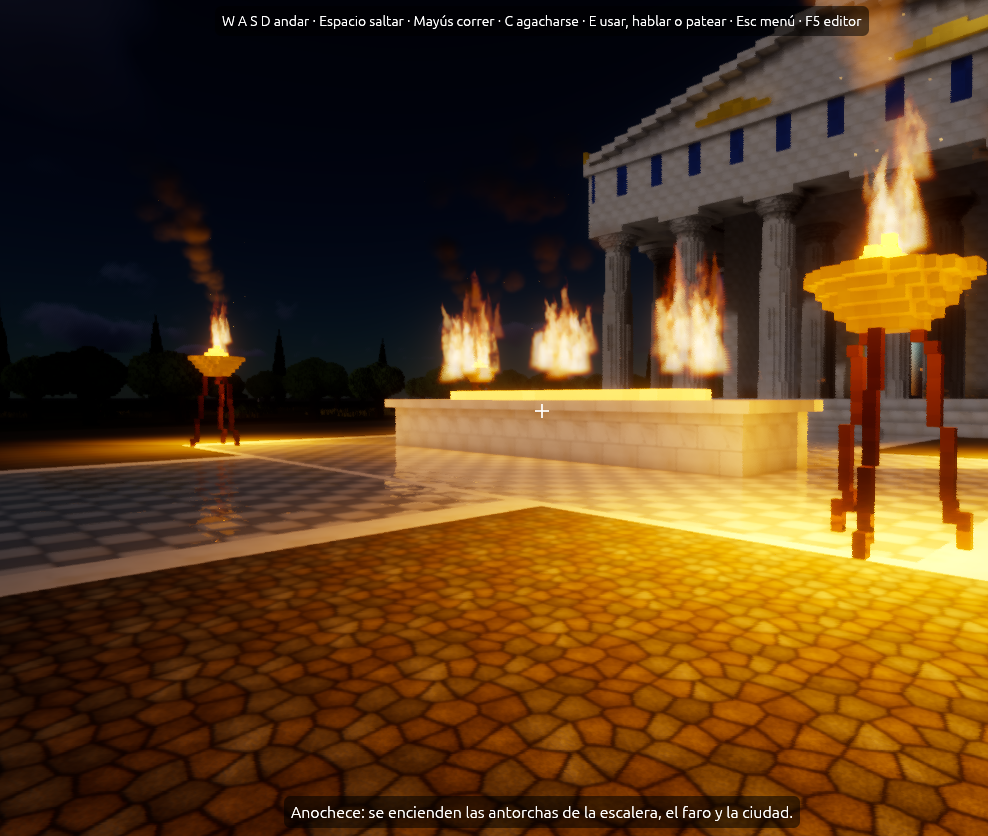 W A S D andar · Espacio saltar · Mayús correr · C agacharse · E usar, hablar o patear · Esc menú · F5 editor
Anochece: se encienden las antorchas de la escalera, el faro y la ciudad.